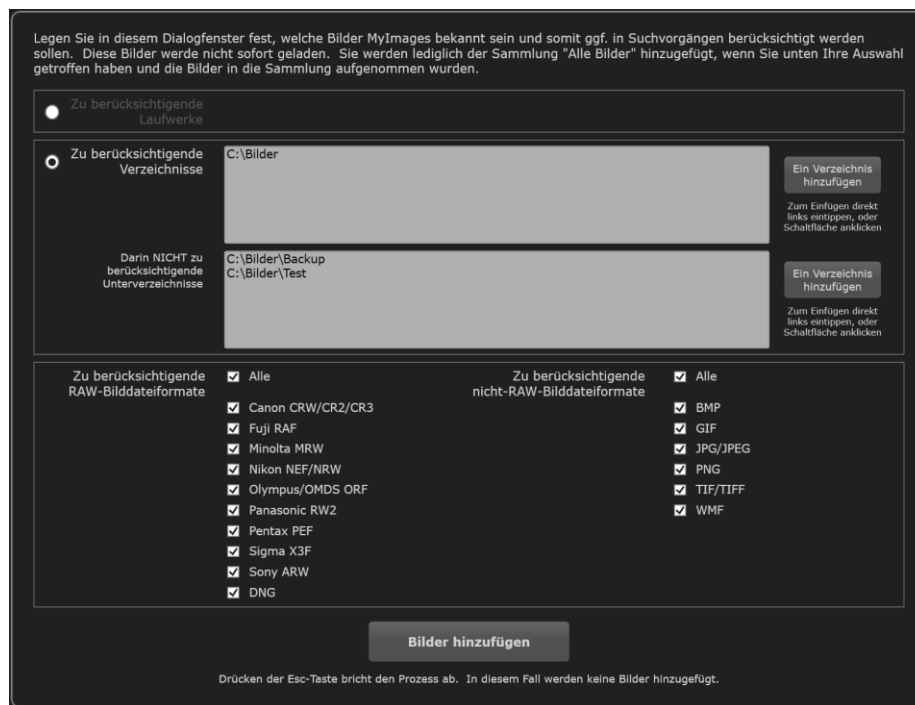 Legen Sie in diesem Dialogfenster fest, welche Bilder MyImages bekannt sein und somit ggf. in Suchvorgängen berücksichtigt werden
sollen. Diese Bilder werde nicht sofort geladen. Sie werden lediglich der Sammlung "Alle Bilder" hinzugefügt, wenn Sie unten Ihre Auswahl
getroffen haben und die Bilder in die Sammlung aufgenommen wurden.
Zu berücksichtigende
Laufwerke
Zu berücksichtigende
Verzeichnisse
C:\Bilder
Ein Verzeichnis
hinzufügen
Zum Einfügen direkt
links eintippen, oder
Schaltfläche anklicken
Darin NICHT zu
berücksichtigende
Unterverzeichnisse
C:\Bilder\Backup
C:\Bilder\Test
Ein Verzeichnis
hinzufügen
Zum Einfügen direkt
links eintippen, oder
Schaltfläche anklicken
Zu berücksichtigende
RAW-Bilddateiformate
Alle
Canon CRW/CR2/CR3
Fuji RAF
Minolta MRW
Nikon NEF/NRW
Olympus/OMDS ORF
Panasonic RW2
Pentax PEF
Sigma X3F
Sony ARW
DNG
Zu berücksichtigende
nicht-RAW-Bilddateiformate
Alle
BMP
GIF
JPG/JPEG
PNG
TIF/TIFF
WMF
Bilder hinzufügen
Drücken der Esc-Taste bricht den Prozess ab. In diesem Fall werden keine Bilder hinzugefügt.